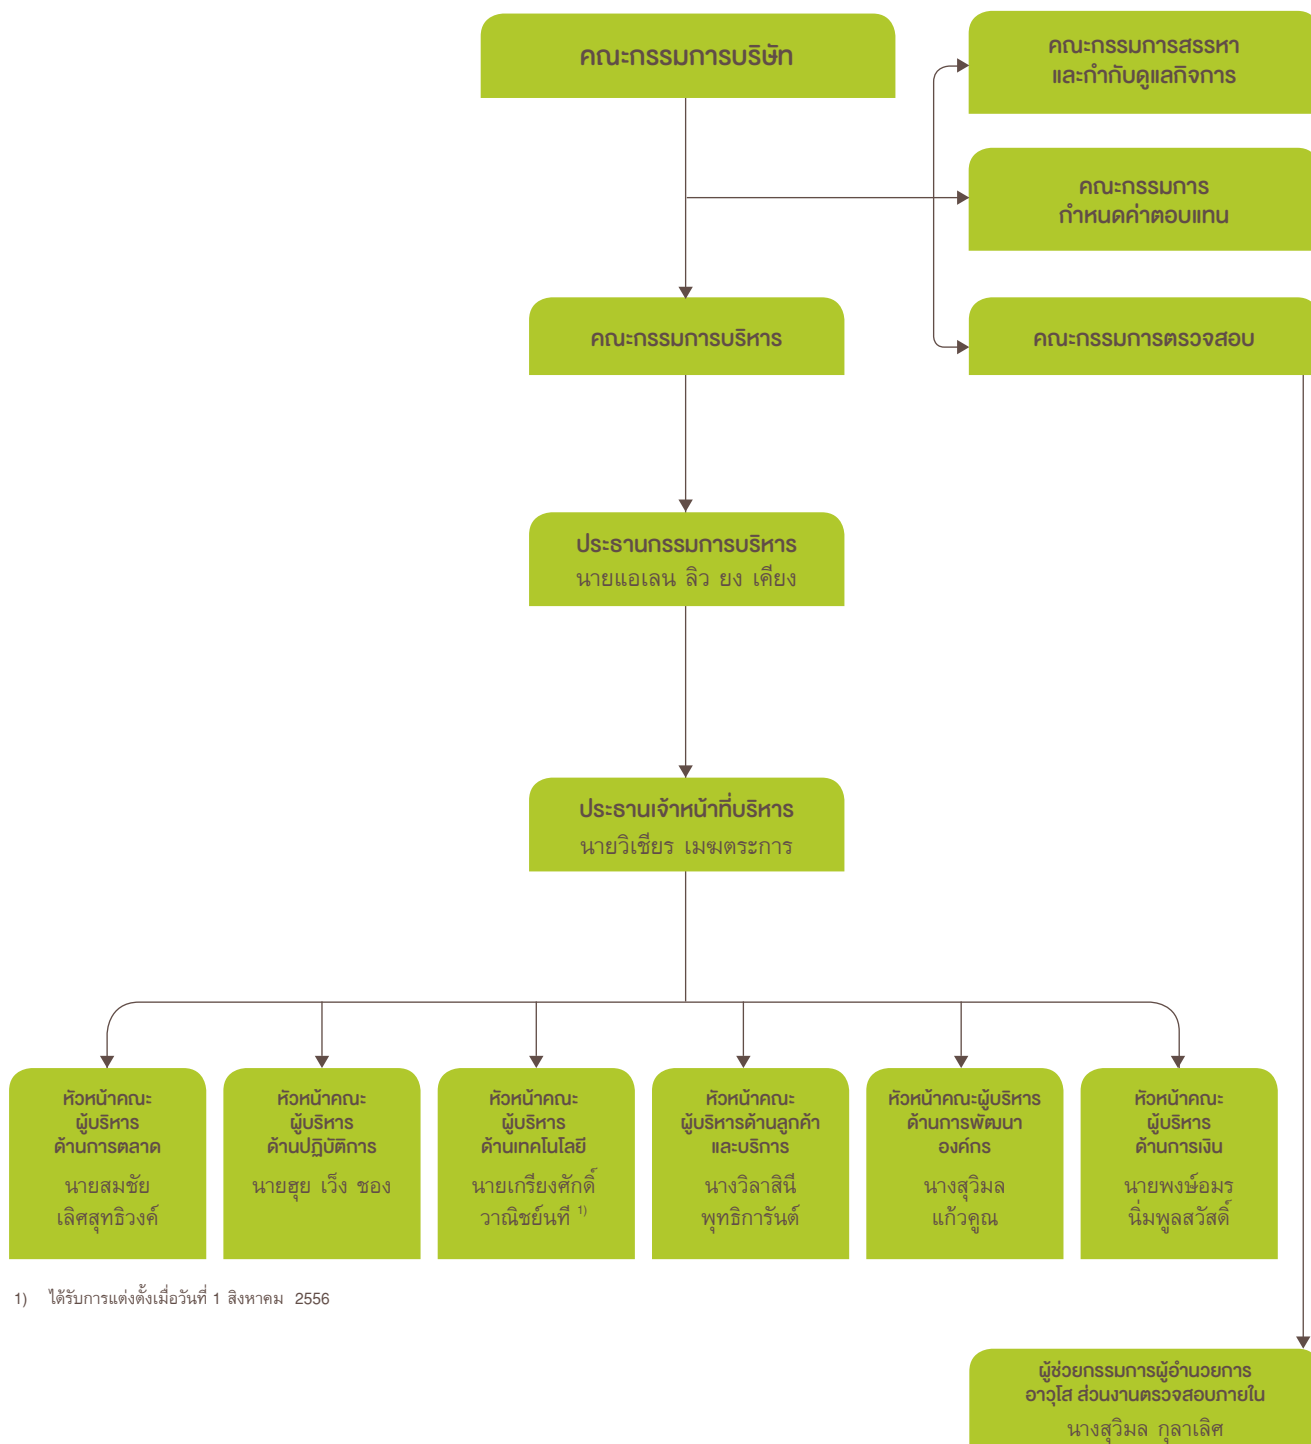 คณะกรรมการบริษัท
คณะกรรมการสรรหา
และกำกับดูแลกิจการ
คณะกรรมการ
กำหนดค่าตอบแทน
คณะกรรมการบริหาร
คณะกรรมการตรวจสอบ
ประธานกรรมการบริหาร
นายแอเลน ลิว ยง เคียง
ประธานเจ้าหน้าที่บริหาร
นายวิเชียร เมฆตระการ
หัวหน้าคณะ
ผู้บริหาร
ด้านการตลาด
นายสมชัย
เลิศสุทธิวงค์
หัวหน้าคณะ
ผู้บริหาร
ด้านปฏิบัติการ
นายฮุย เว็ง ชอง
หัวหน้าคณะ
ผู้บริหาร
ด้านเทคโนโลยี
นายเกรียงศักดิ์
วาณิชย์นที 1)
หัวหน้าคณะ
ผู้บริหารด้านลูกค้า
และบริการ
นางวิลาสินี
พุทธิการันต์
หัวหน้าคณะผู้บริหาร
ด้านการพัฒนา
องค์กร
นางสุวิมล
แก้วคูณ
หัวหน้าคณะ
ผู้บริหาร
ด้านการเงิน
นายพงษ์อมร
นิ่มพูลสวัสดิ์
1) ได้รับการแต่งตั้งเมื่อวันที่ 1 สิงหาคม 2556
ผู้ช่วยกรรมการผู้อำนวยการ
อาวุโส ส่วนงานตรวจสอบภายใน
นางสุวิมล กุลาเลิศ